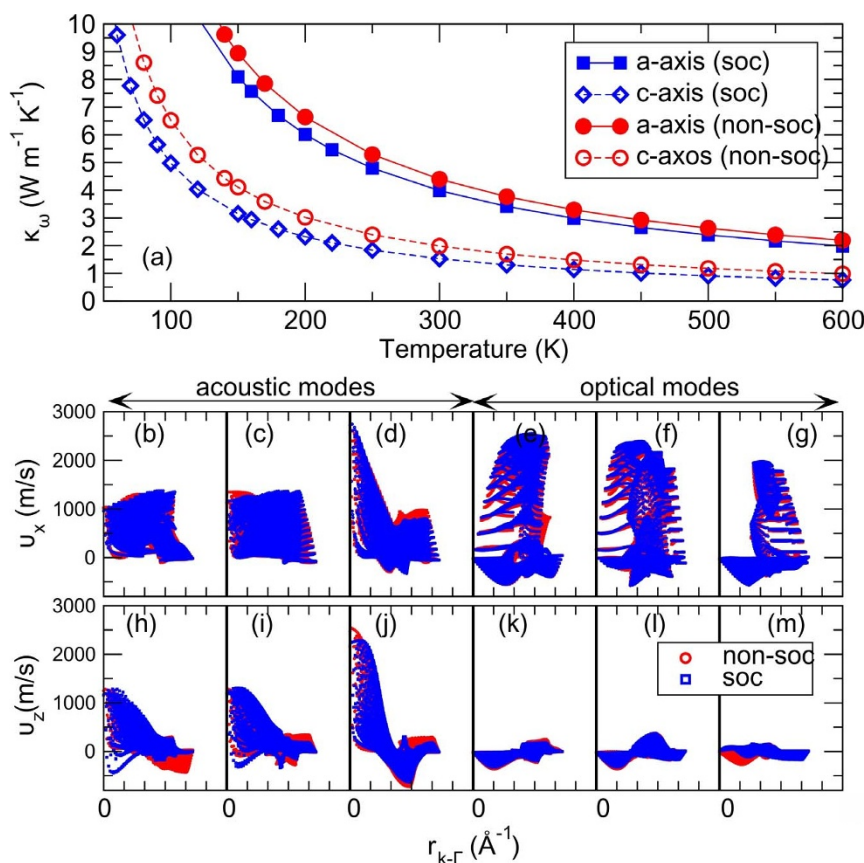 10
9
8
7
6
5
4
3
2
1
0
κω (W m⁻¹ K⁻¹)
(a)
a-axis (soc)
c-axis (soc)
a-axis (non-soc)
c-axos (non-soc)
100 200 300 400 500 600
Temperature (K)
acoustic modes optical modes
3000
2000
1000
0
υx (m/s)
(b) (c) (d) (e) (f) (g)
3000
2000
1000
0
υz (m/s)
(h) (i) (j) (k) (l) (m)
non-soc
soc
0 0 0 0 0 0
rk-Γ (Å⁻¹)